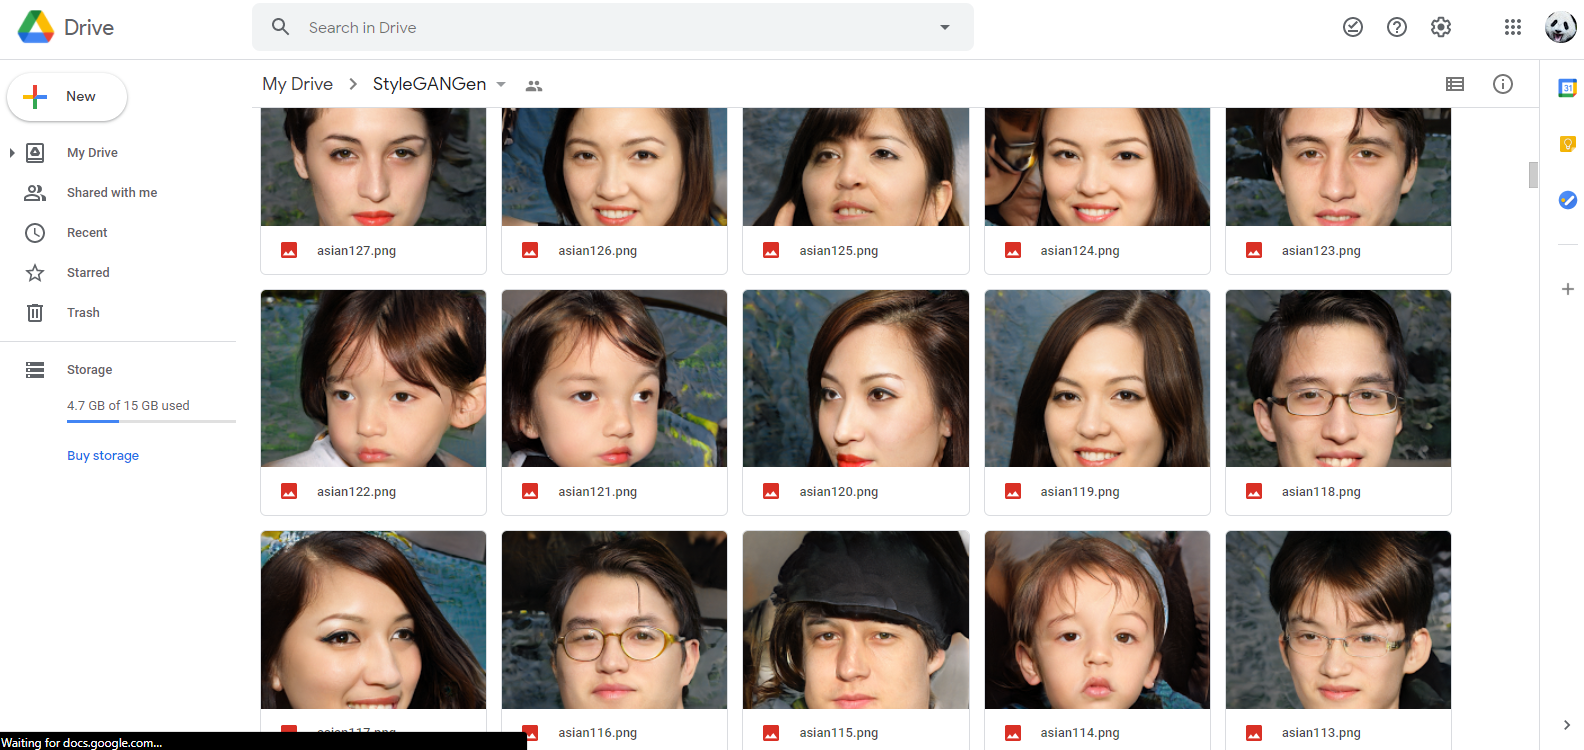 Drive
Search in Drive
My Drive > StyleGANGen
New
My Drive
Shared with me
Recent
Starred
Trash
Storage
4.7 GB of 15 GB used
Buy storage
31
asian127.png
asian126.png
asian125.png
asian124.png
asian123.png
asian122.png
asian121.png
asian120.png
asian119.png
asian118.png
asian117.png
asian116.png
asian115.png
asian114.png
asian113.png
Waiting for docs.google.com...